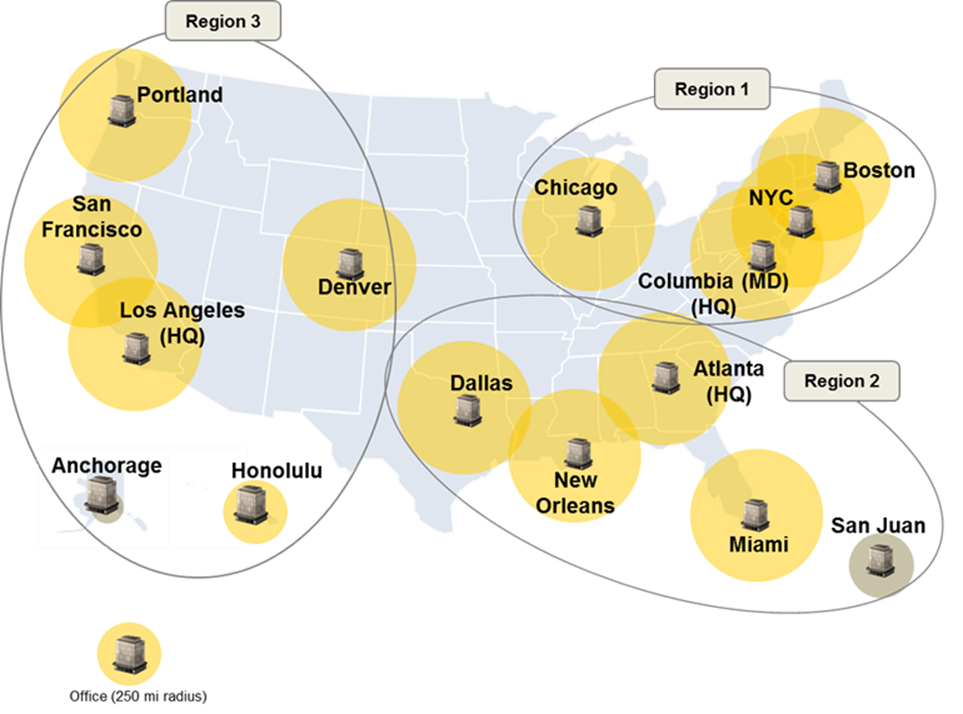 Region 3
Region 1
Portland
Boston
Chicago
NYC
San
Francisco
Denver
Columbia (MD)
(HQ)
Los Angeles
(HQ)
Atlanta
(HQ)
Region 2
Dallas
Anchorage
Honolulu
New
Orleans
Miami
San Juan
Office (250 mi radius)